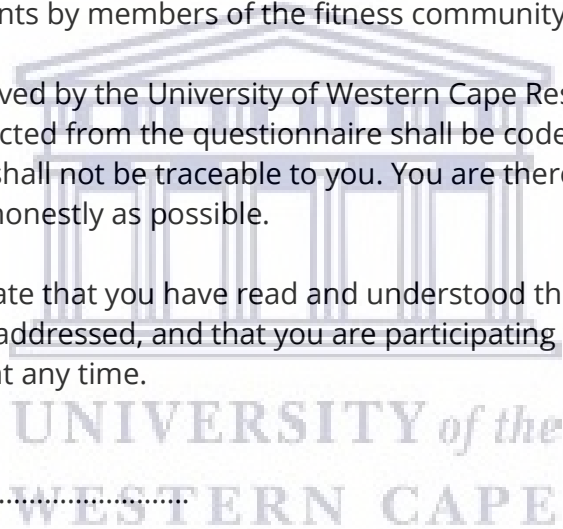 nts by members of the fitness community
ved by the University of Western Cape Res
cted from the questionnaire shall be code
shall not be traceable to you. You are there
honestly as possible.
ate that you have read and understood th
addressed, and that you are participating
at any time.
UNIVERSITY of the
..............................
WESTERN CAPE